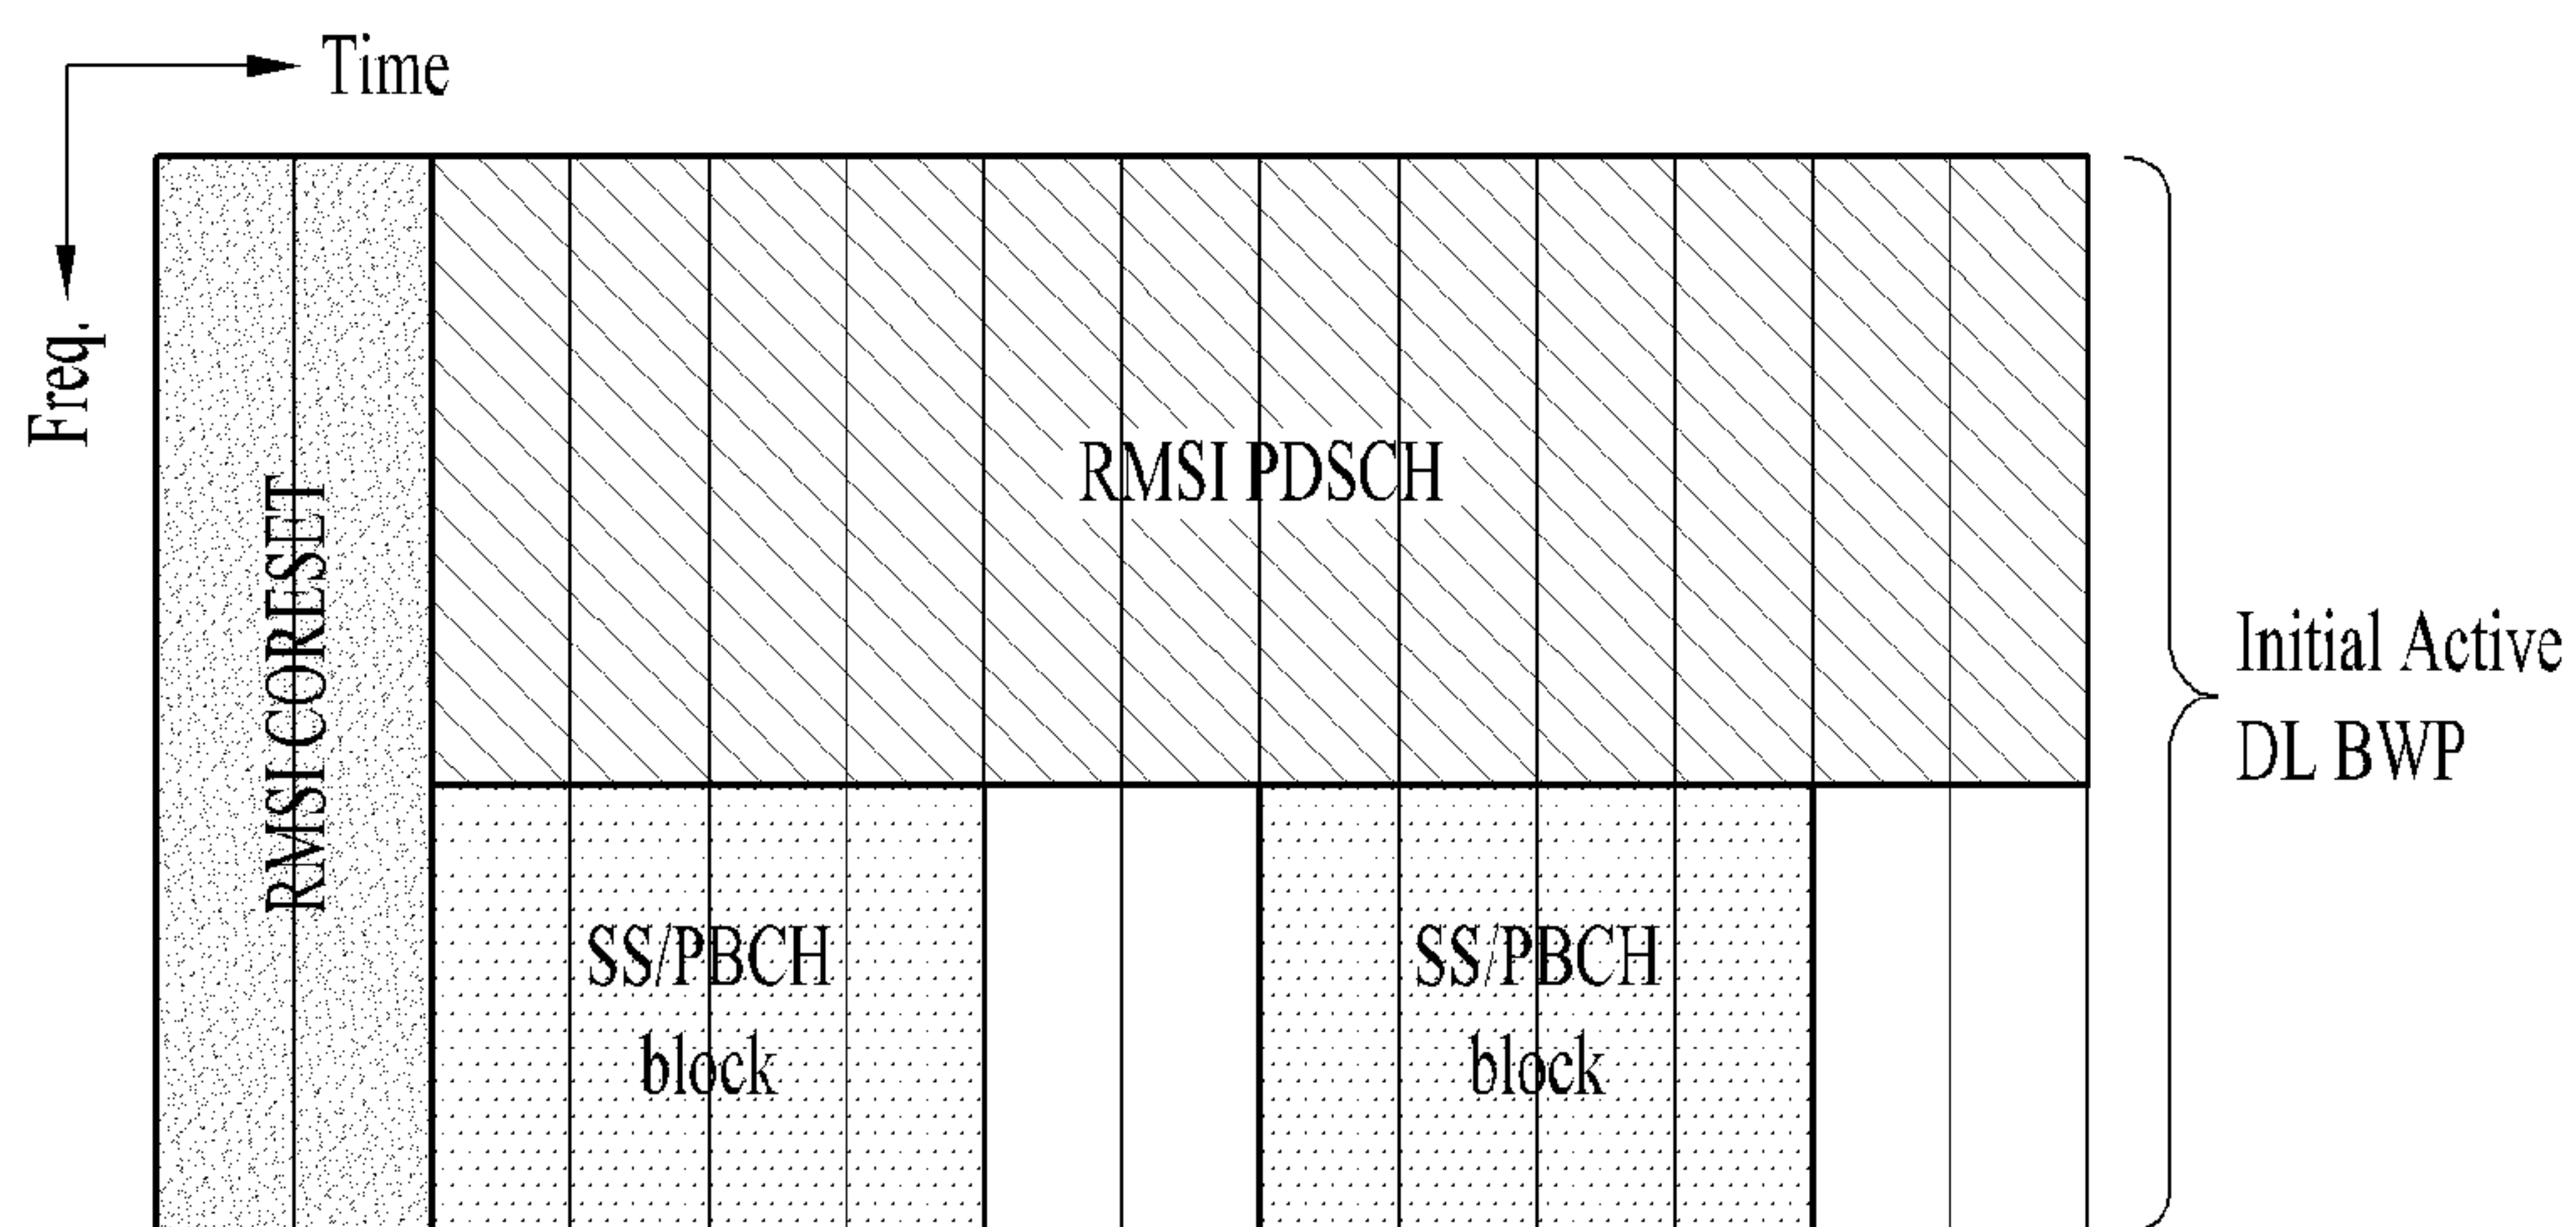 Time
Freq.
RMSI CORESET
RMSI PDSCH
SS/PBCH
block
SS/PBCH
block
Initial Active
DL BWP